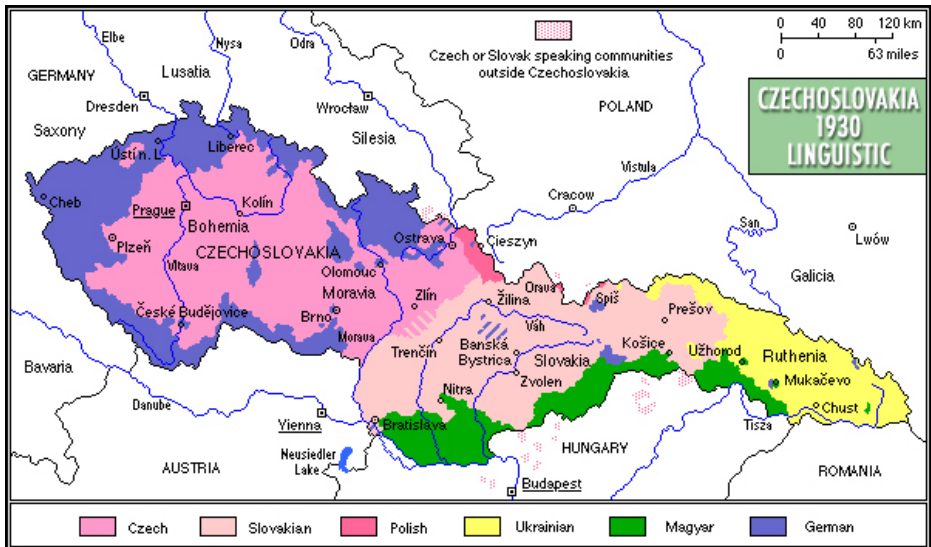 Elbe
Nysa
Odra
Czech or Slovak speaking communities
outside Czechoslovakia
0 40 80 120 km
0 63 miles
GERMANY
Lusatia
Dresden
Wrocław
POLAND
CZECHOSLOVAKIA
1930
LINGUISTIC
Saxony
Silesia
Ústí n. L.
Liberec
Vistula
Cheb
Prague
Kolín
Cracow
San
Bohemia
Lwów
Plzeň
CZECHOSLOVAKIA
Ostrava
Cieszyn
Vltava
Olomouc
Galicia
Moravia
Zlín
Žilina
Orava
Spiš
Prešov
České Budějovice
Brno
Morava
Váh
Trenčín
Banská
Bystrica
Slovakia
Košice
Užhorod
Ruthenia
Bavaria
Zvolen
Mukačevo
Nitra
Chust
Danube
Vienna
Bratislava
Tisza
Neusiedler
Lake
HUNGARY
AUSTRIA
Budapest
ROMANIA
Czech
Slovakian
Polish
Ukrainian
Magyar
German